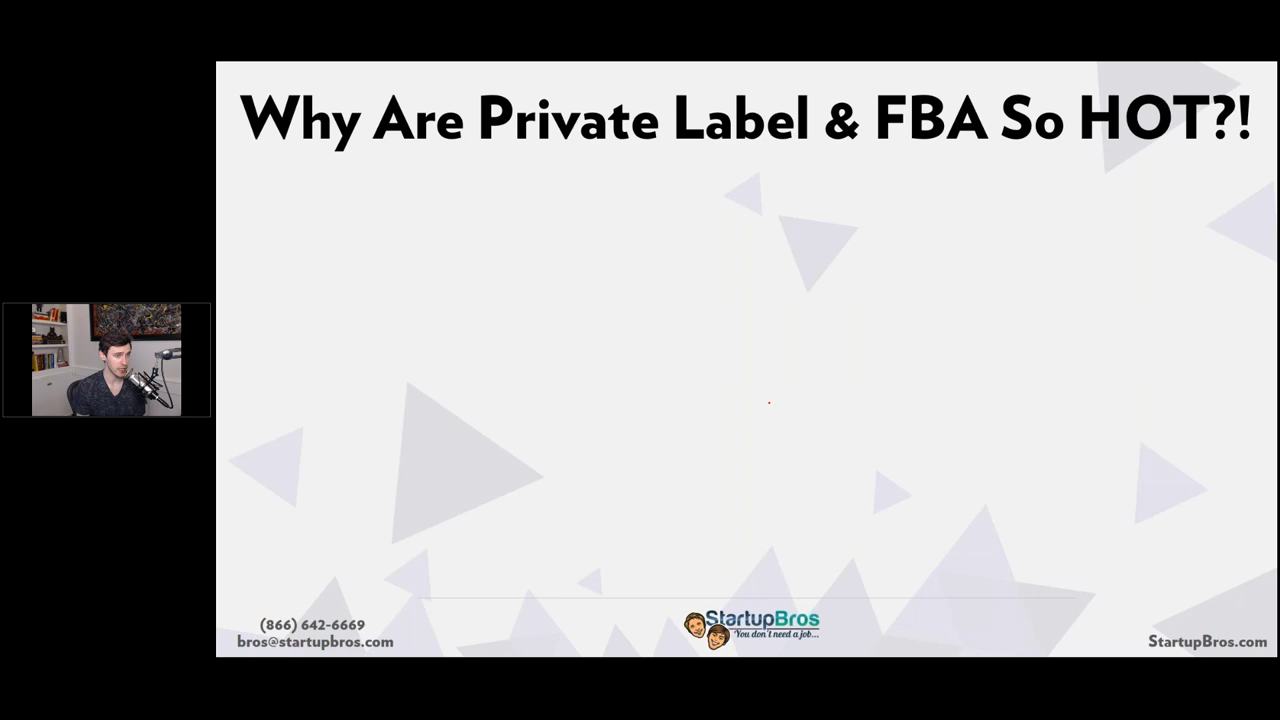 Why Are Private Label & FBA So HOT?!
(866) 642-6669
bros@startupbros.com
StartupBros
You don't need a job...
StartupBros.com